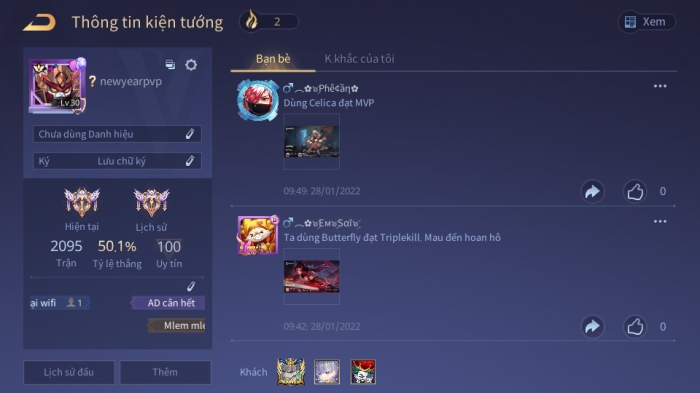 Thông tin kiện tướng
2
Xem
Lv 30
? newyearpvp
Chưa dùng Danh hiệu
Ký
Lưu chữ ký
Hiện tại
Lịch sử
2095
50.1%
100
Trận
Tỷ lệ thắng
Uy tín
ại wifi
1
AD cân hết
Mlem mle
Lịch sử đấu
Thêm
Bạn bè
K.khắc của tôi
Dùng Celica đạt MVP
09:49: 28/01/2022
0
Ta dùng Butterfly đạt Triplekill. Mau đến hoan hô
09:42: 28/01/2022
0
Khách